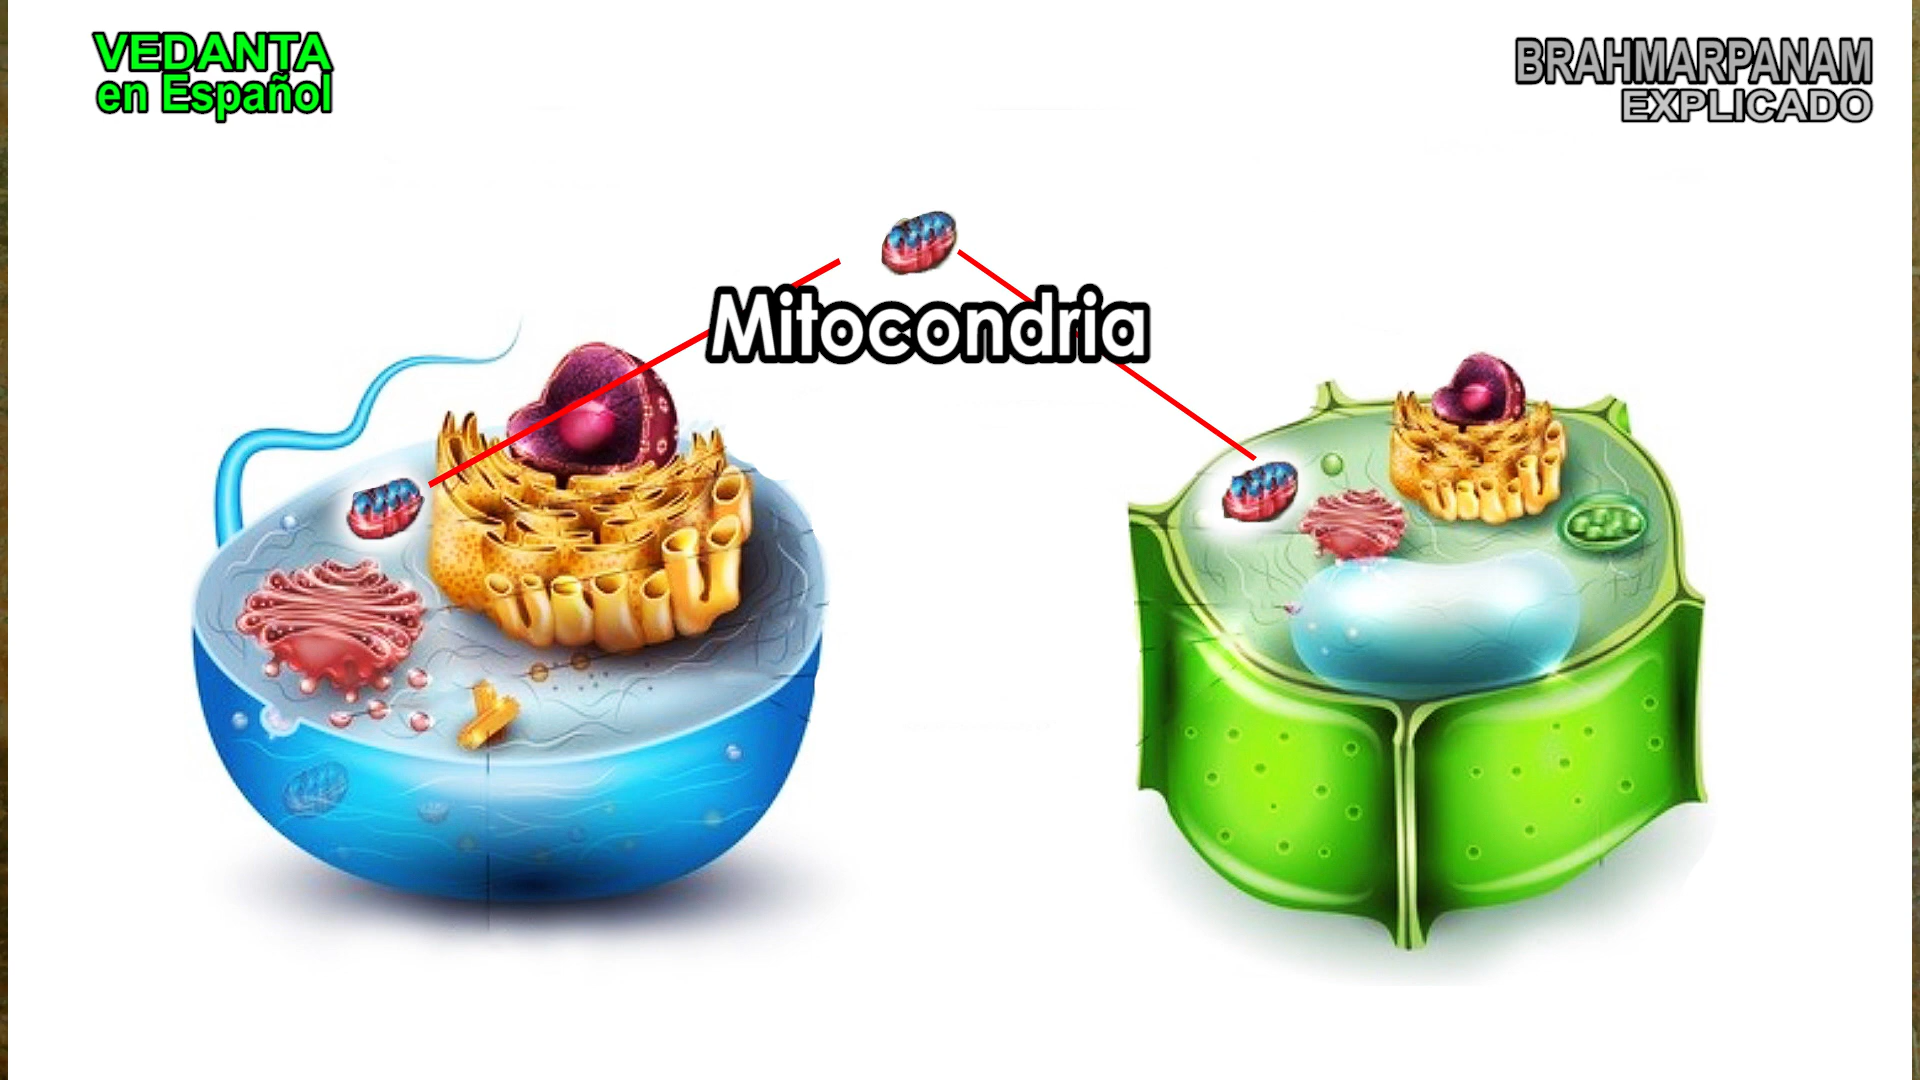 VEDANTA
en Español
BRAHMARPANAM
EXPLICADO
Mitocondria